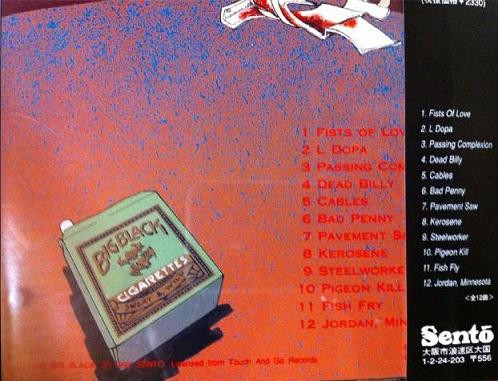 (税抜価格¥2330)
1 FISTS OF LOV
2 L DOPA
3 PASSING COM
4 DEAD BILLY
5 CABLES
6 BAD PENNY
7 PAVEMENT SA
8 KEROSENE
9 STEELWORKE
10 PIGEON KILL
11 FISH FRY
12 JORDAN, MIN
BIG BLACK
CIGARETTES
BLACK
SENTO Licensed from Touch And Go Records
1. Fists Of Love
2. L Dopa
3. Passing Complexion
4. Dead Billy
5. Cables
6. Bad Penny
7. Pavement Saw
8. Kerosene
9. Steelworker
10. Pigeon Kill
11. Fish Fly
12. Jordan, Minnesota
<全12曲>
Sentō
大阪市浪速区大国
1-2-24-203 〒556